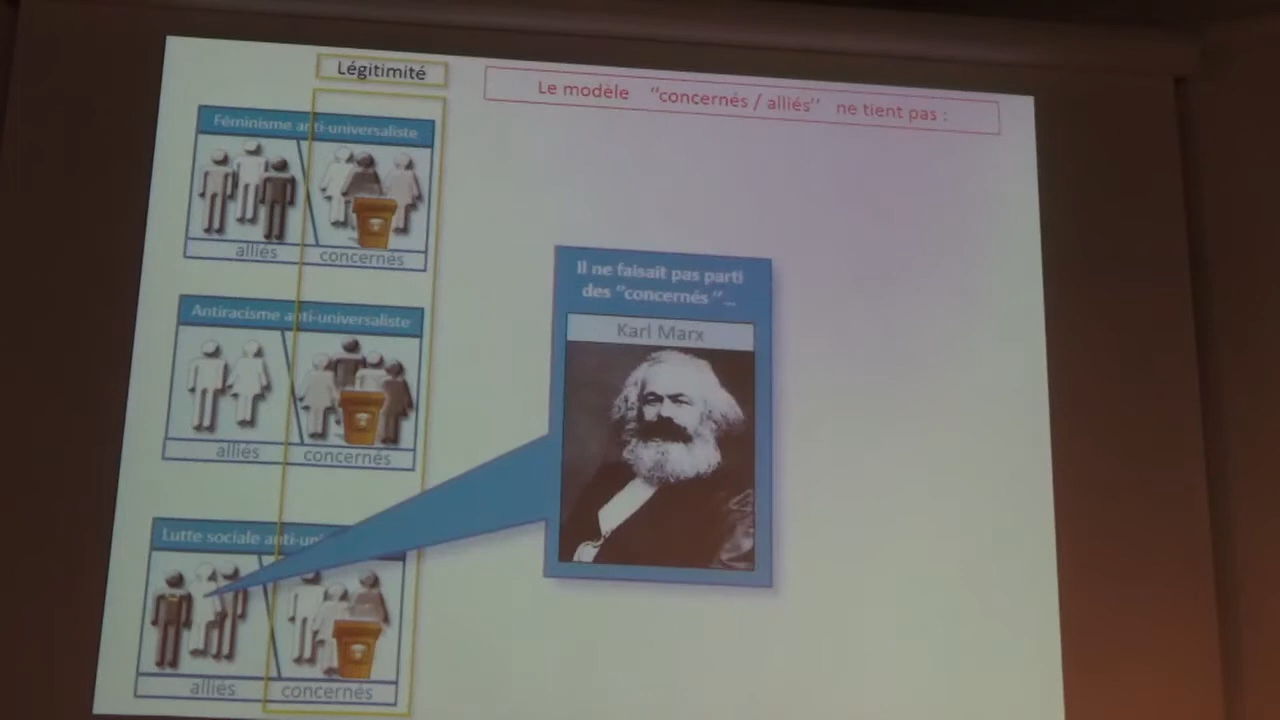 Légitimité
Le modèle "concernés / alliés" ne tient pas :
Féminisme anti-universaliste
alliés
concernés
Antiracisme anti-universaliste
alliés
concernés
Lutte sociale anti-un
alliés
concernés
Il ne faisait pas parti
des "concernés "...
Karl Marx